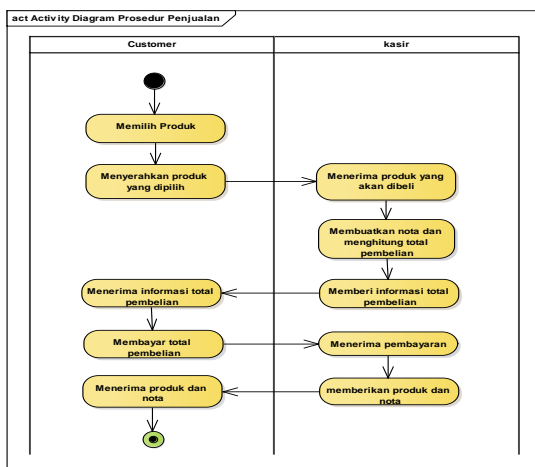 act Activity Diagram Prosedur Penjualan
Customer
kasir
Memilih Produk
Menyerahkan produk
yang dipilih
Menerima produk yang
akan dibeli
Membuatkan nota dan
menghitung total
pembelian
Memberi informasi total
pembelian
Menerima informasi total
pembelian
Membayar total
pembelian
Menerima pembayaran
memberikan produk dan
nota
Menerima produk dan
nota